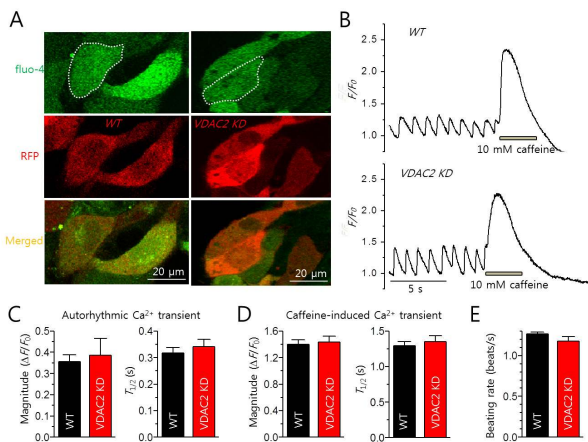 A
B
fluo-4
RFP
Merged
WT
VDAC2 KD
20 µm
20 µm
WT
2.5
2.0
1.5
1.0
F/F0
10 mM caffeine
VDAC2 KD
2.5
2.0
1.5
1.0
F/F0
5 s
10 mM caffeine
C
Autorhythmic Ca2+ transient
Magnitude (ΔF/F0)
0.5
0.4
0.3
0.2
0.1
0.0
WT
VDAC2 KD
T1/2 (s)
0.5
0.4
0.3
0.2
0.1
0.0
WT
VDAC2 KD
D
Caffeine-induced Ca2+ transient
Magnitude (ΔF/F0)
1.6
1.2
0.8
0.4
0.0
WT
VDAC2 KD
T1/2 (s)
1.6
1.2
0.8
0.4
0.0
WT
VDAC2 KD
E
Beating rate (beats/s)
1.0
0.5
0.0
WT
VDAC2 KD